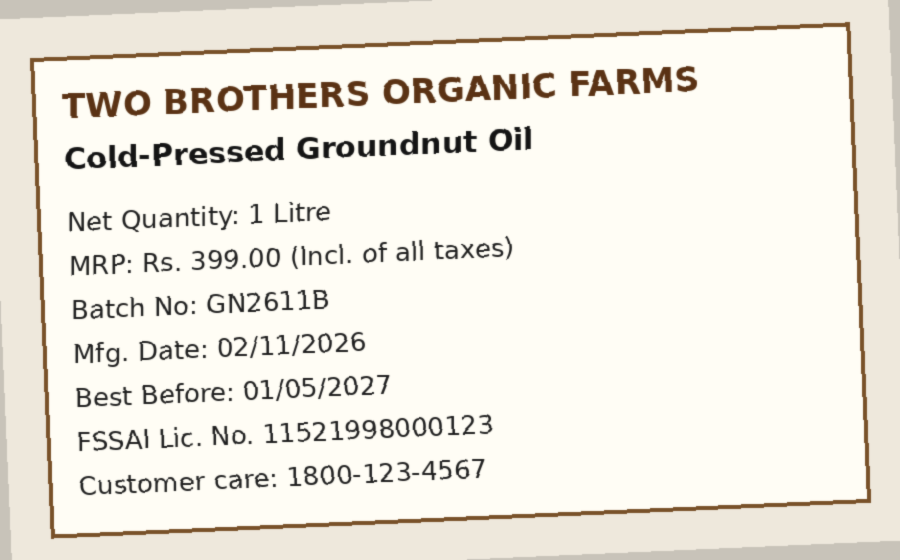 TWO BROTHERS ORGANIC FARMS
Cold-Pressed Groundnut Oil
Net Quantity: 1 Litre
MRP: Rs. 399.00 (Incl. of all taxes)
Batch No: GN2611B
Mfg. Date: 02/11/2026
Best Before: 01/05/2027
FSSAI Lic. No. 11521998000123
Customer care: 1800-123-4567